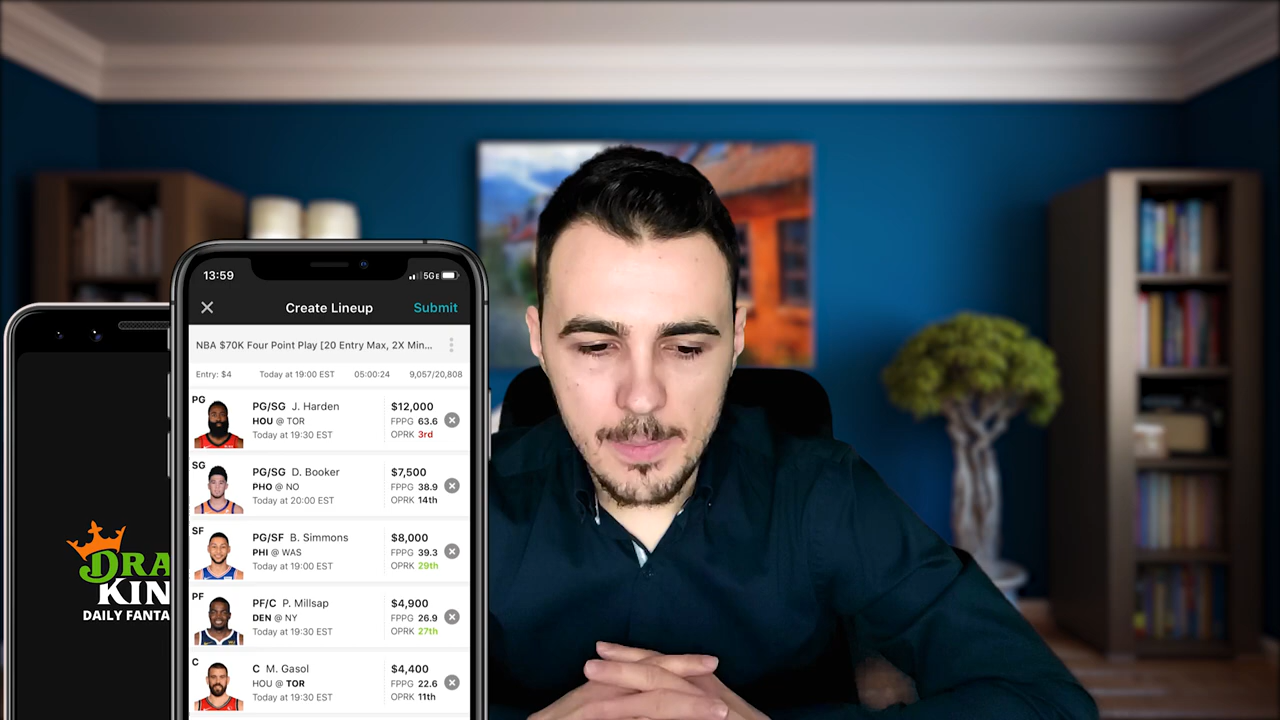 13:59
5GE
Create Lineup
Submit
NBA $70K Four Point Play [20 Entry Max, 2X Min...
Entry: $4
Today at 19:00 EST
05:00:24
9,057/20,808
PG
PG/SG J. Harden
$12,000
HOU @ TOR
FPPG 63.6
Today at 19:30 EST
OPRK 3rd
SG
PG/SG D. Booker
$7,500
PHO @ NO
FPPG 38.9
Today at 20:00 EST
OPRK 14th
SF
PG/SF B. Simmons
$8,000
PHI @ WAS
FPPG 39.3
Today at 19:00 EST
OPRK 29th
PF
PF/C P. Millsap
$4,900
DEN @ NY
FPPG 26.9
Today at 19:30 EST
OPRK 27th
C
C M. Gasol
$4,400
HOU @ TOR
FPPG 22.6
Today at 19:30 EST
OPRK 11th
DRA
KIN
DAILY FANTA